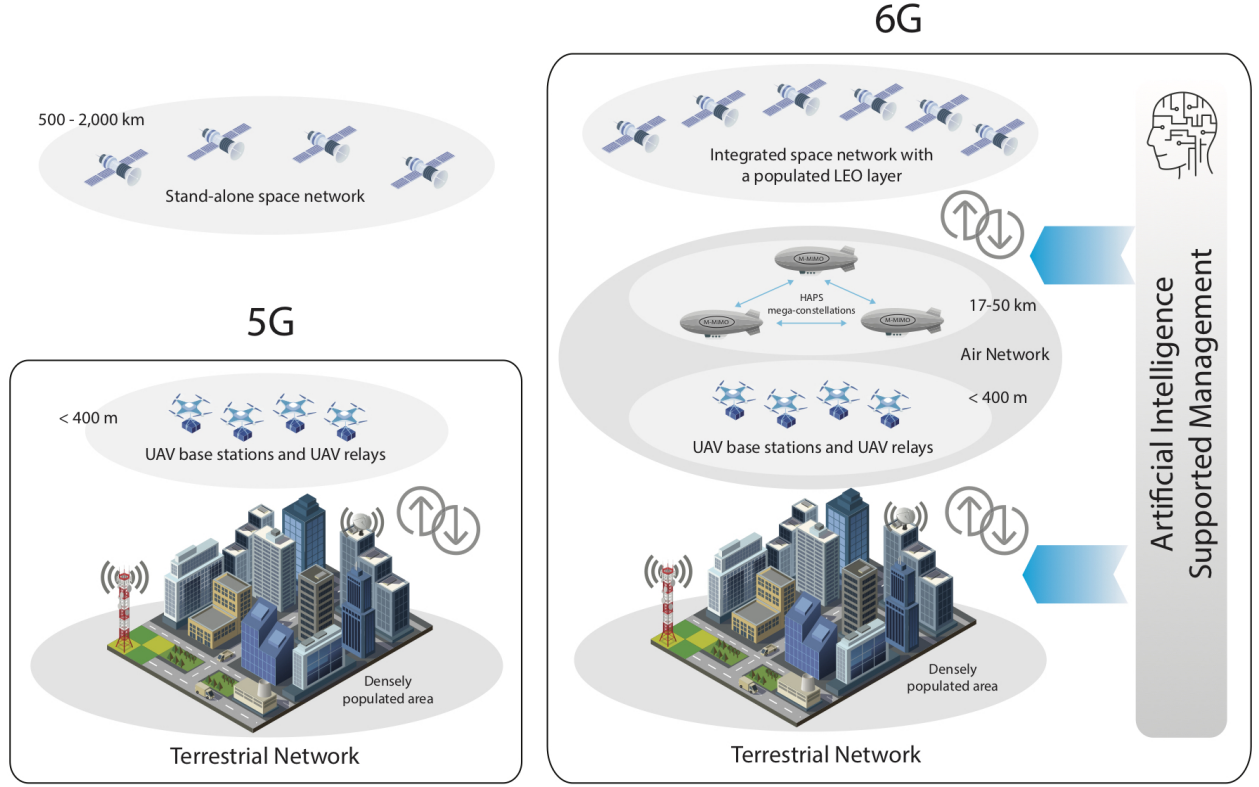 500 - 2,000 km
Stand-alone space network
5G
< 400 m
UAV base stations and UAV relays
Densely
populated area
Terrestrial Network
6G
Integrated space network with
a populated LEO layer
M-MIMO
HAPS
mega-constellations
M-MIMO
M-MIMO
17-50 km
Air Network
< 400 m
UAV base stations and UAV relays
Densely
populated area
Terrestrial Network
Artificial Intelligence
Supported Management